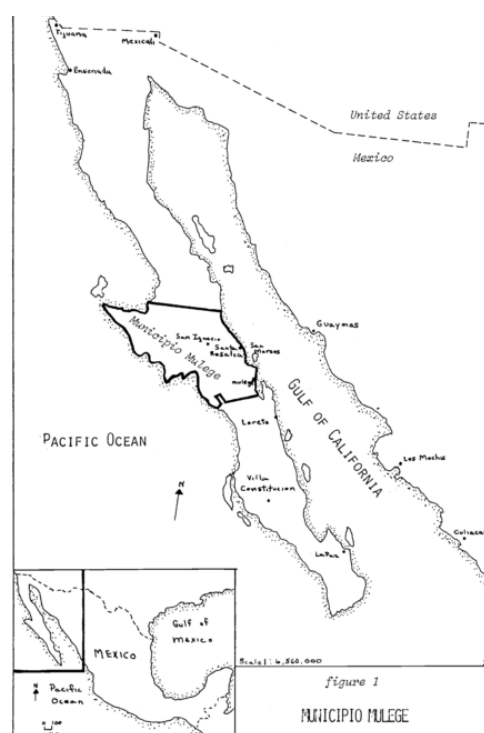 Tijuana
Mexicali
Ensenada
United States
Mexico
Guaymas
Municipio Mulege
San Ignacio
Santa
Rosalia
San
Marcos
Mulege
GULF OF CALIFORNIA
Loreto
PACIFIC OCEAN
Los Mochis
N
Villa
Constitucion
Culiacan
La Paz
Gulf of
Mexico
MEXICO
Scale 1: 6,560,000
figure 1
N
Pacific
Ocean
MUNICIPIO MULEGE